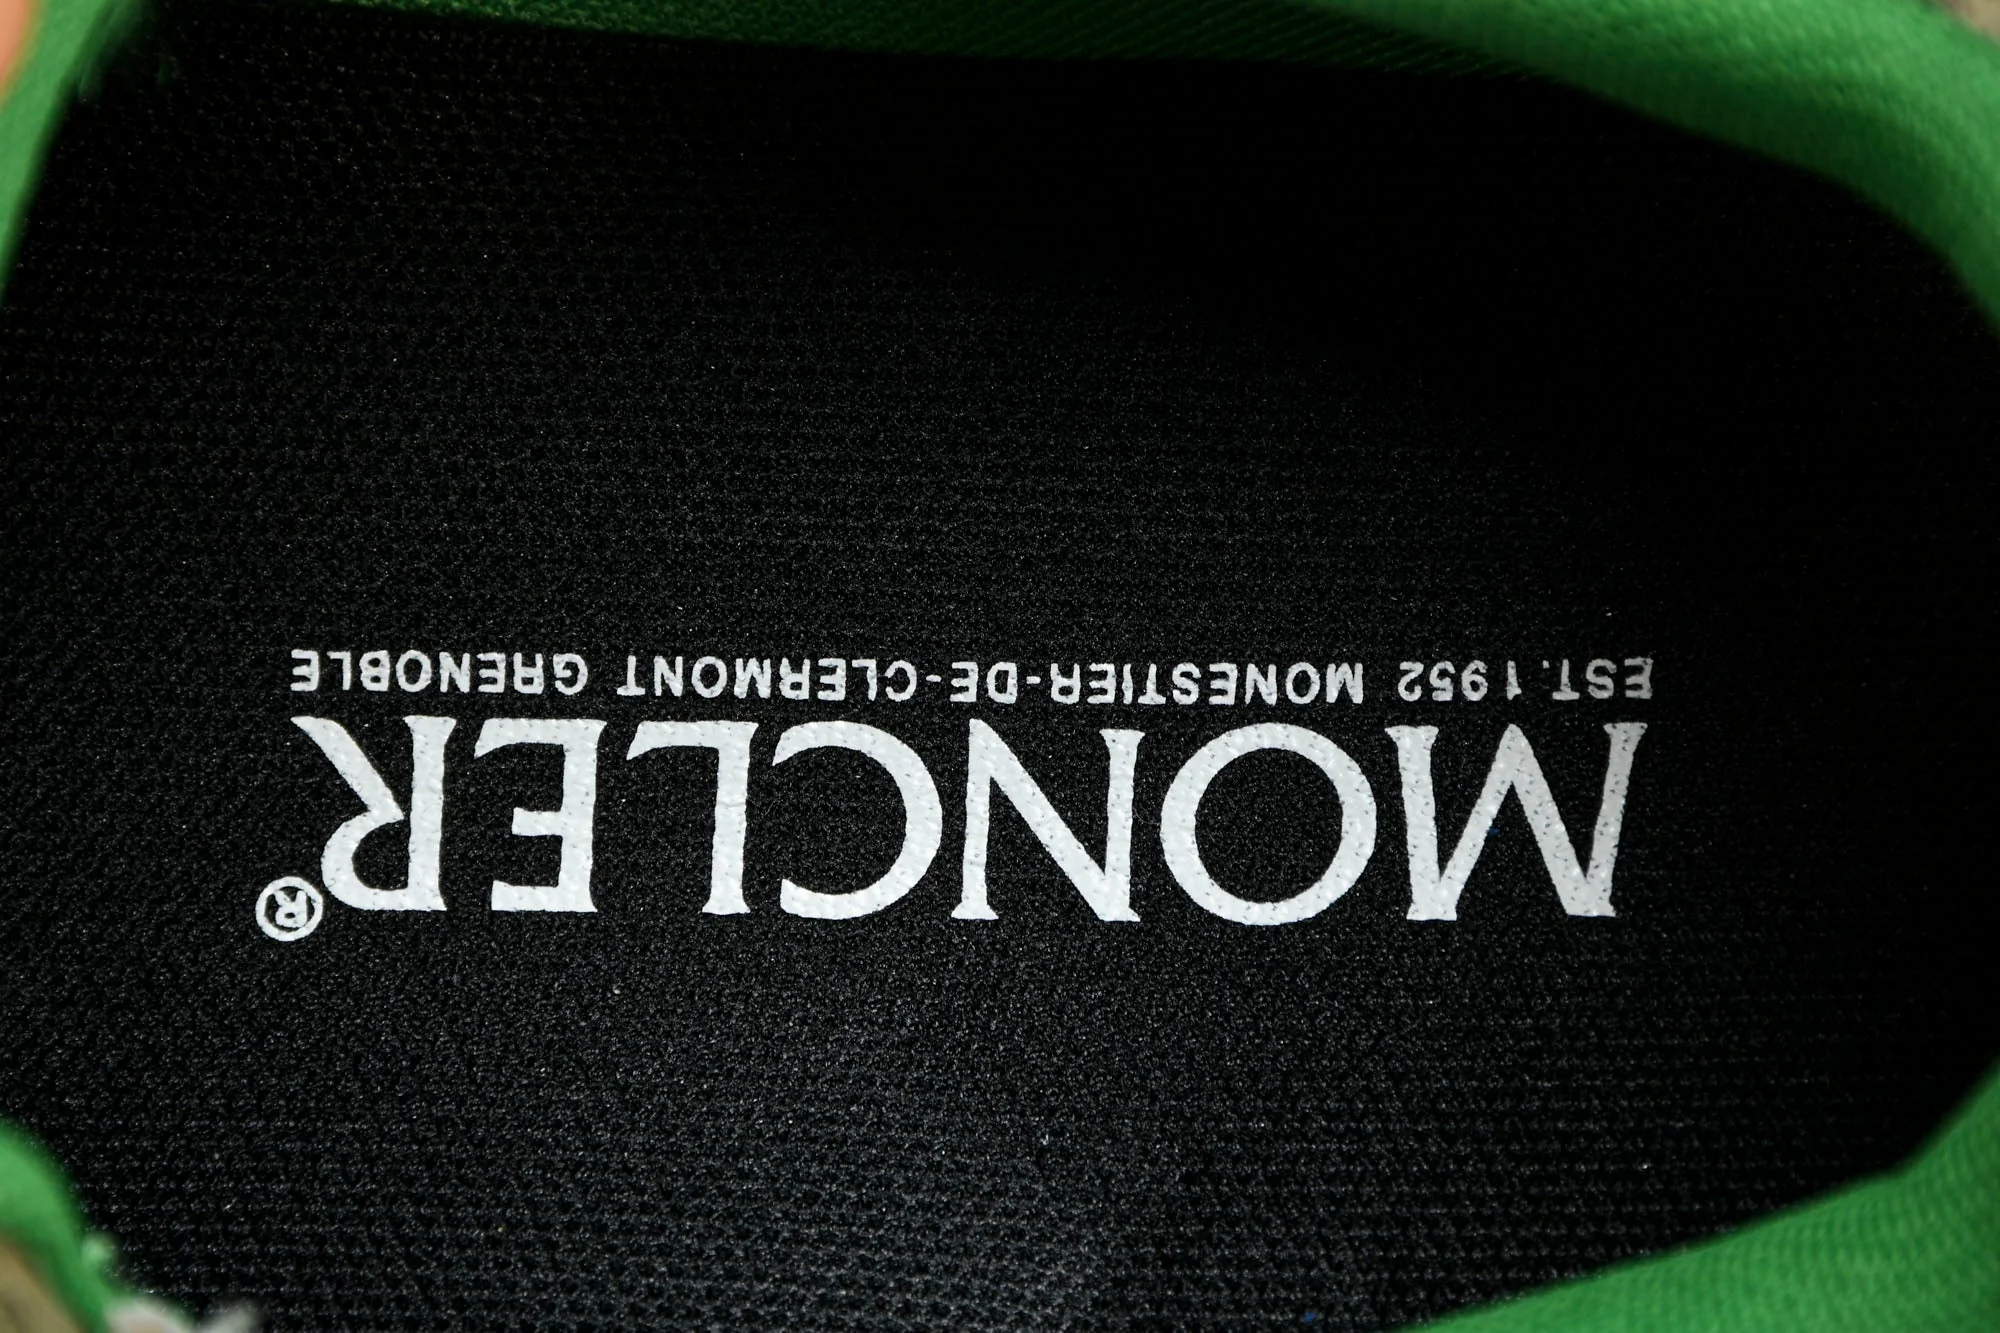 MONCLER®
EST. 1952 MONESTIER-DE-CLERMONT GRENOBLE